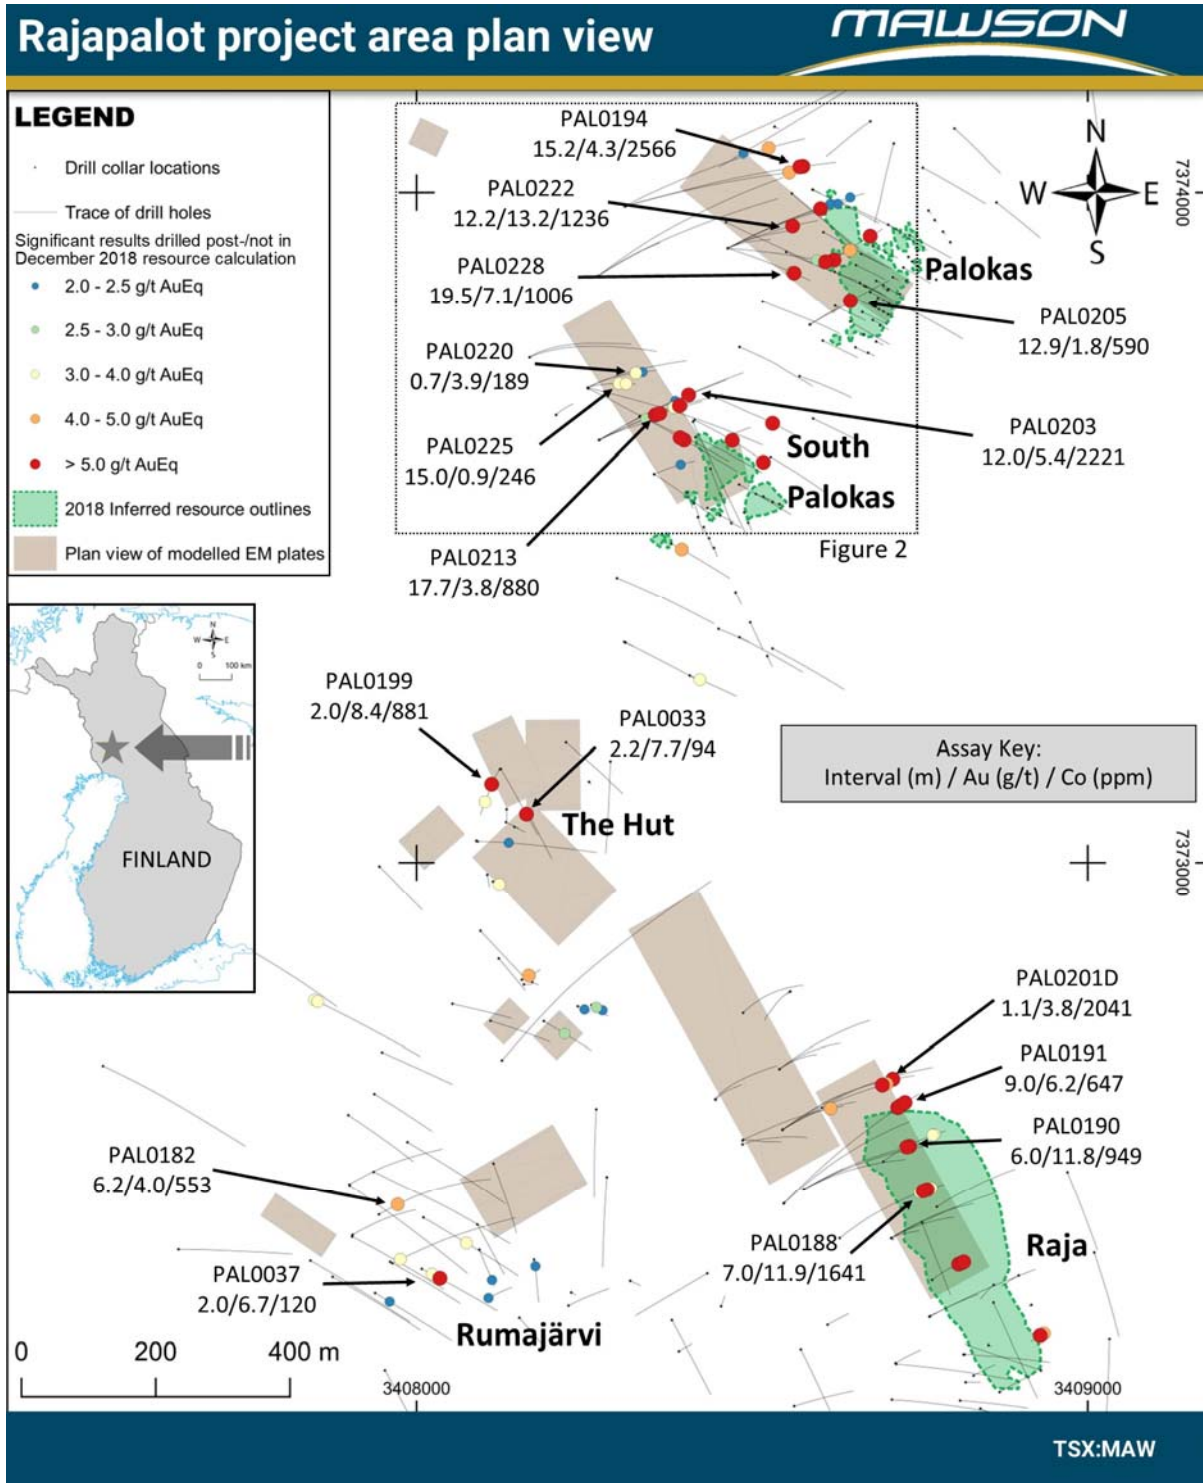 Rajapalot project area plan view
MAWSON
LEGEND
Drill collar locations
Trace of drill holes
Significant results drilled post-/not in
December 2018 resource calculation
2.0 - 2.5 g/t AuEq
2.5 - 3.0 g/t AuEq
3.0 - 4.0 g/t AuEq
4.0 - 5.0 g/t AuEq
> 5.0 g/t AuEq
2018 Inferred resource outlines
Plan view of modelled EM plates
PAL0194
15.2/4.3/2566
PAL0222
12.2/13.2/1236
PAL0228
19.5/7.1/1006
Palokas
PAL0205
12.9/1.8/590
PAL0220
0.7/3.9/189
PAL0225
15.0/0.9/246
PAL0203
12.0/5.4/2221
South
Palokas
PAL0213
17.7/3.8/880
Figure 2
N
W
E
S
7374000
N
W
E
S
0
100 km
FINLAND
PAL0199
2.0/8.4/881
PAL0033
2.2/7.7/94
The Hut
Assay Key:
Interval (m) / Au (g/t) / Co (ppm)
7373000
PAL0201D
1.1/3.8/2041
PAL0191
9.0/6.2/647
PAL0190
6.0/11.8/949
PAL0182
6.2/4.0/553
PAL0188
7.0/11.9/1641
Raja
PAL0037
2.0/6.7/120
Rumajärvi
0
200
400 m
3408000
3409000
TSX:MAW